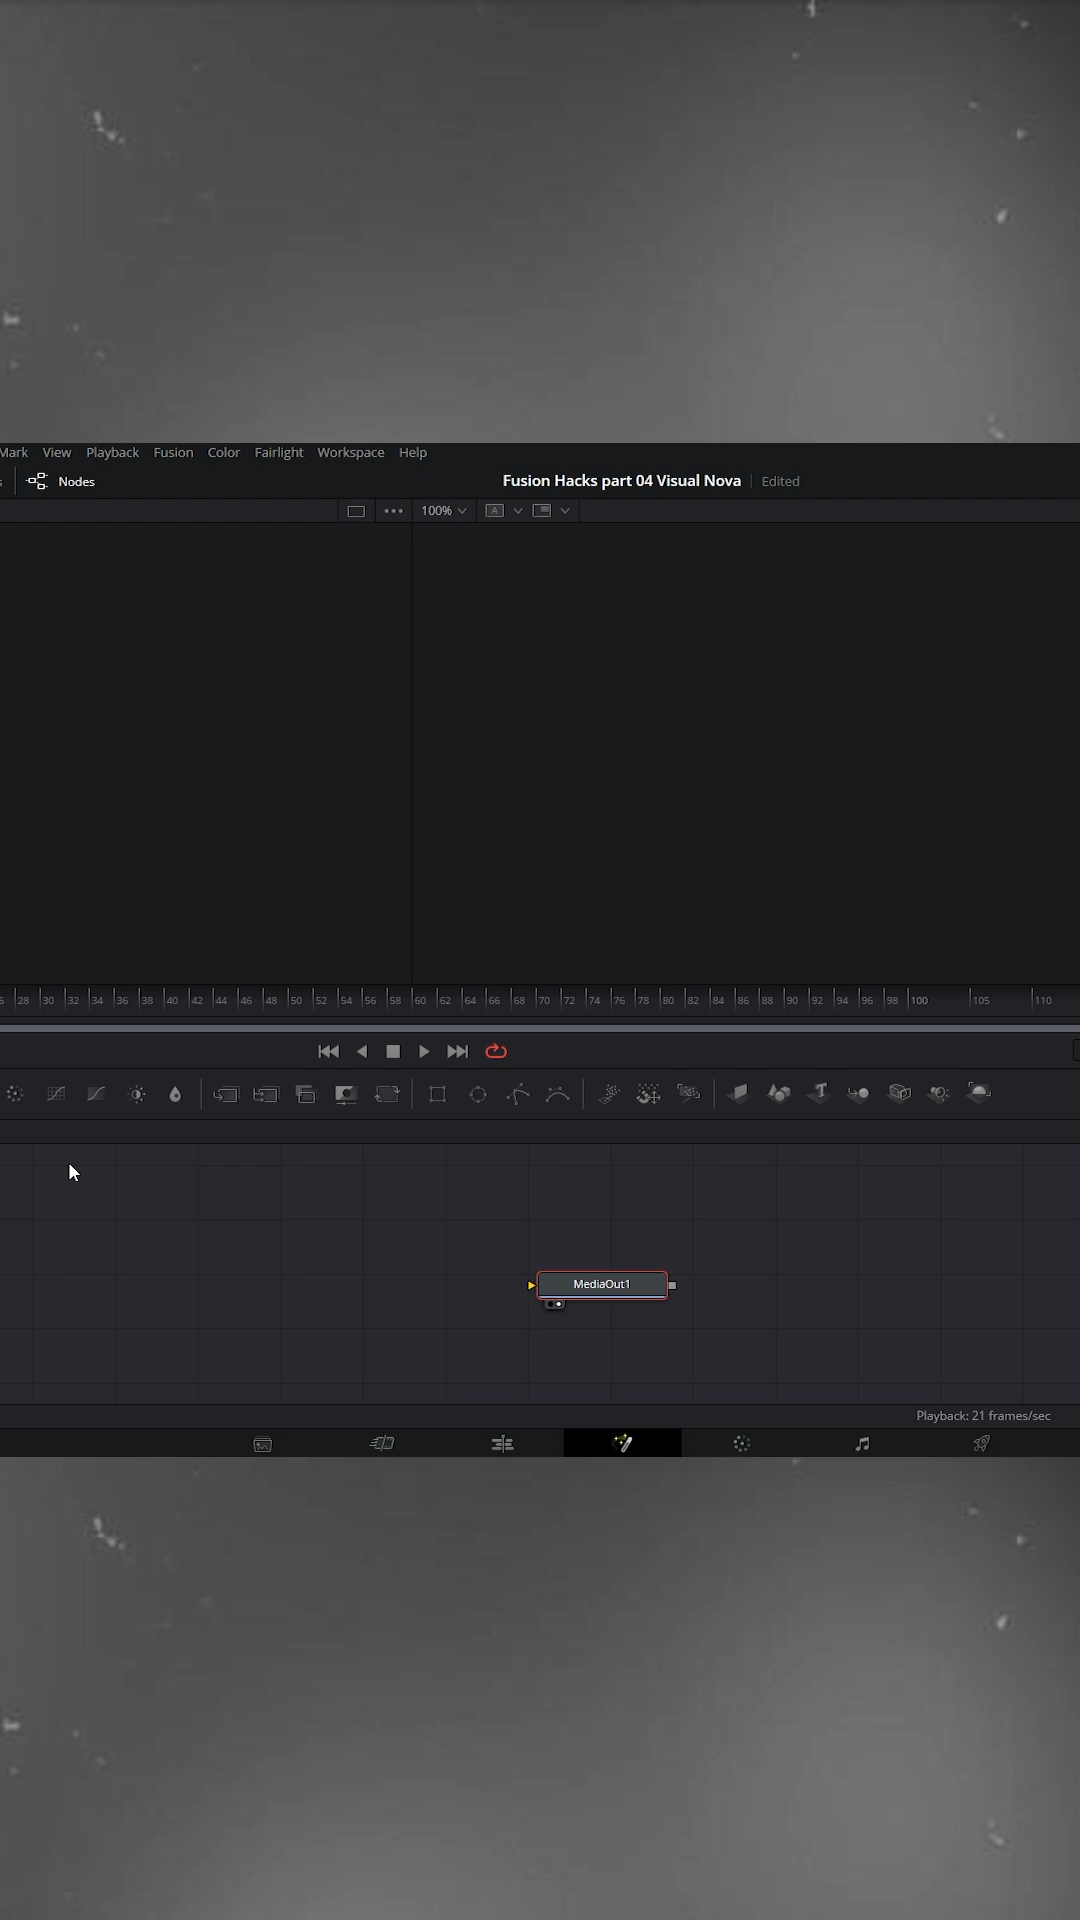 Mark View Playback Fusion Color Fairlight Workspace Help
Nodes Fusion Hacks part 04 Visual Nova Edited
100% A
28 30 32 34 36 38 40 42 44 46 48 50 52 54 56 58 60 62 64 66 68 70 72 74 76 78 80 82 84 86 88 90 92 94 96 98 100 105 110
T
MediaOut1
Playback: 21 frames/sec